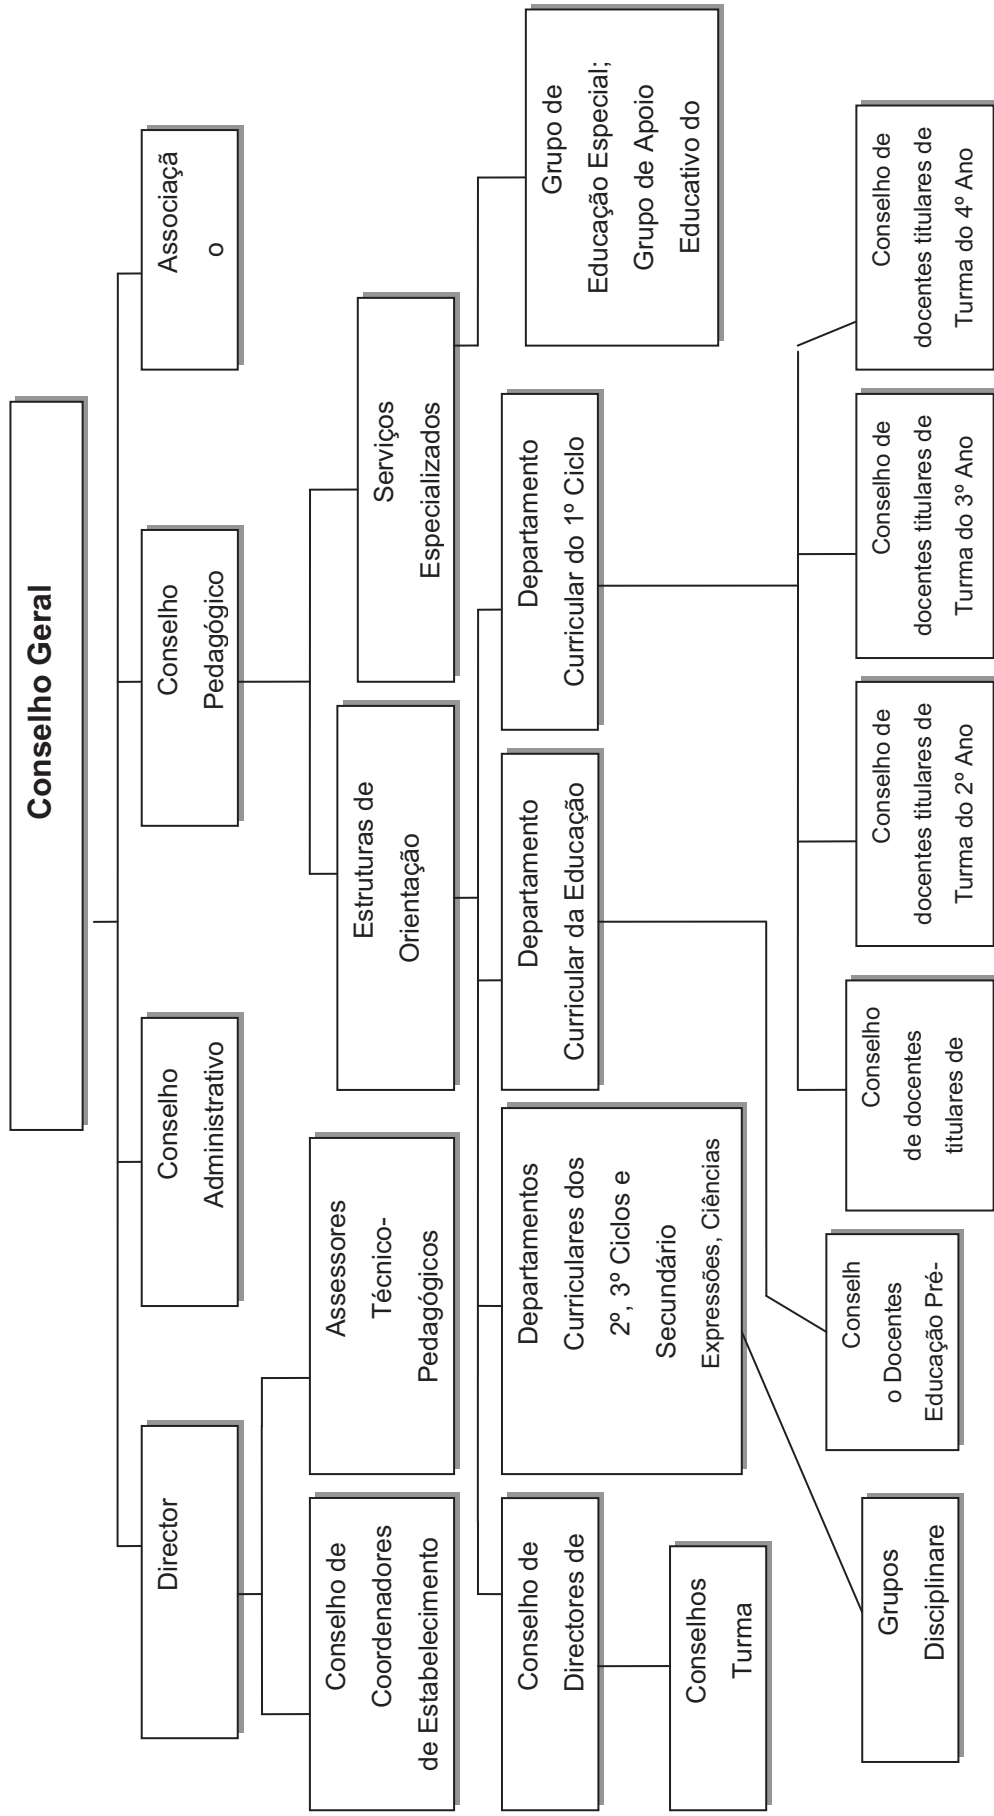 Conselho Geral
Director
Conselho
Administrativo
Conselho
Pedagógico
Associaçã
o
Conselho de
Coordenadores
de Estabelecimento
Assessores
Técnico-
Pedagógicos
Estruturas de
Orientação
Serviços
Especializados
Conselho de
Directores de
Departamentos
Curriculares dos
2º, 3º Ciclos e
Secundário
Expressões, Ciências
Departamento
Curricular da Educação
Departamento
Curricular do 1º Ciclo
Grupo de
Educação Especial;
Grupo de Apoio
Educativo do
Conselhos
Turma
Grupos
Disciplinare
Conselh
o Docentes
Educação Pré-
Conselho
de docentes
titulares de
Conselho de
docentes titulares de
Turma do 2º Ano
Conselho de
docentes titulares de
Turma do 3º Ano
Conselho de
docentes titulares de
Turma do 4º Ano